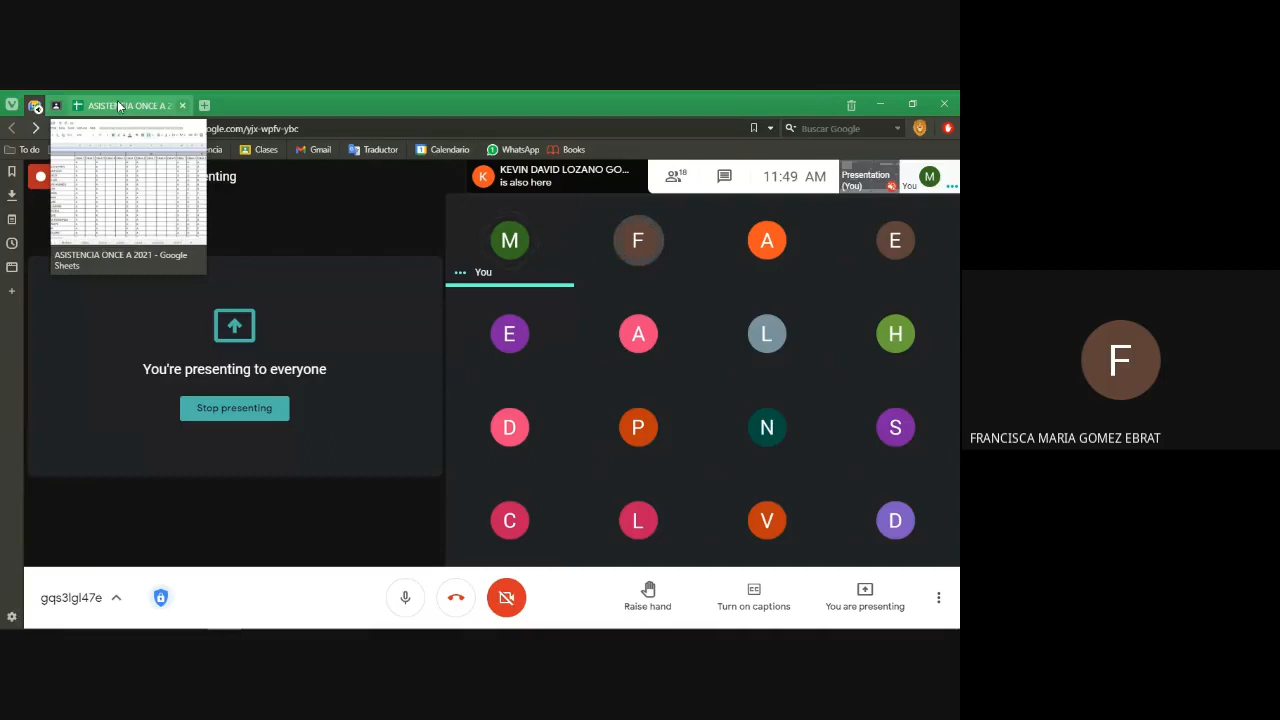 ASISTENCIA ONCE A 2
ogle.com/yjx-wpfv-ybc
Buscar Google
To do
Clases
Gmail
Traductor
Calendario
WhatsApp
Books
nting
KEVIN DAVID LOZANO GO...
is also here
18
11:49 AM
Presentation
(You)
You
M
K
ASISTENCIA ONCE A 2021 - Google
Sheets
M F A E
You
E A L H
You're presenting to everyone
Stop presenting
D P N S
C L V D
F
FRANCISCA MARIA GOMEZ EBRAT
gqs3lgl47e
Raise hand
Turn on captions
You are presenting